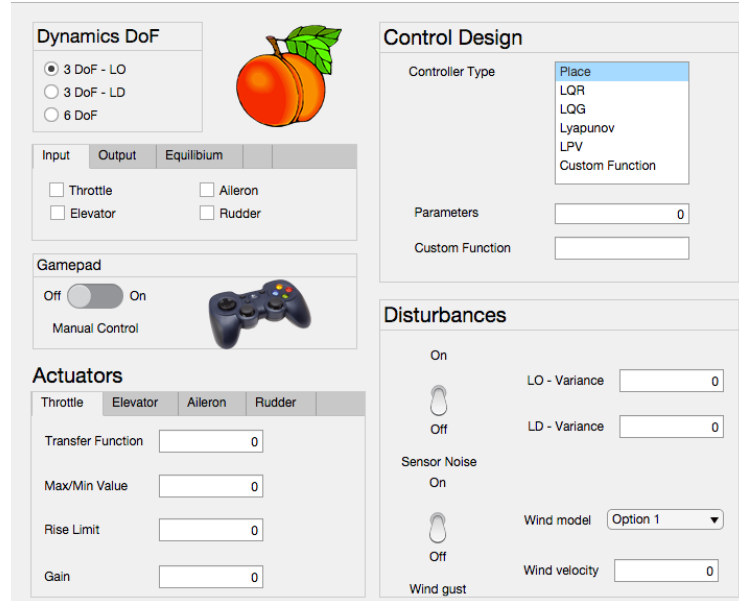 Dynamics DoF
3 DoF - LO
3 DoF - LD
6 DoF
Input Output Equilibium
Throttle Aileron
Elevator Rudder
Gamepad
Off On
Manual Control
Actuators
Throttle Elevator Aileron Rudder
Transfer Function 0
Max/Min Value 0
Rise Limit 0
Gain 0
Control Design
Controller Type
Place
LQR
LQG
Lyapunov
LPV
Custom Function
Parameters 0
Custom Function
Disturbances
On
Off
Sensor Noise
LO - Variance 0
LD - Variance 0
On
Off
Wind gust
Wind model Option 1
Wind velocity 0